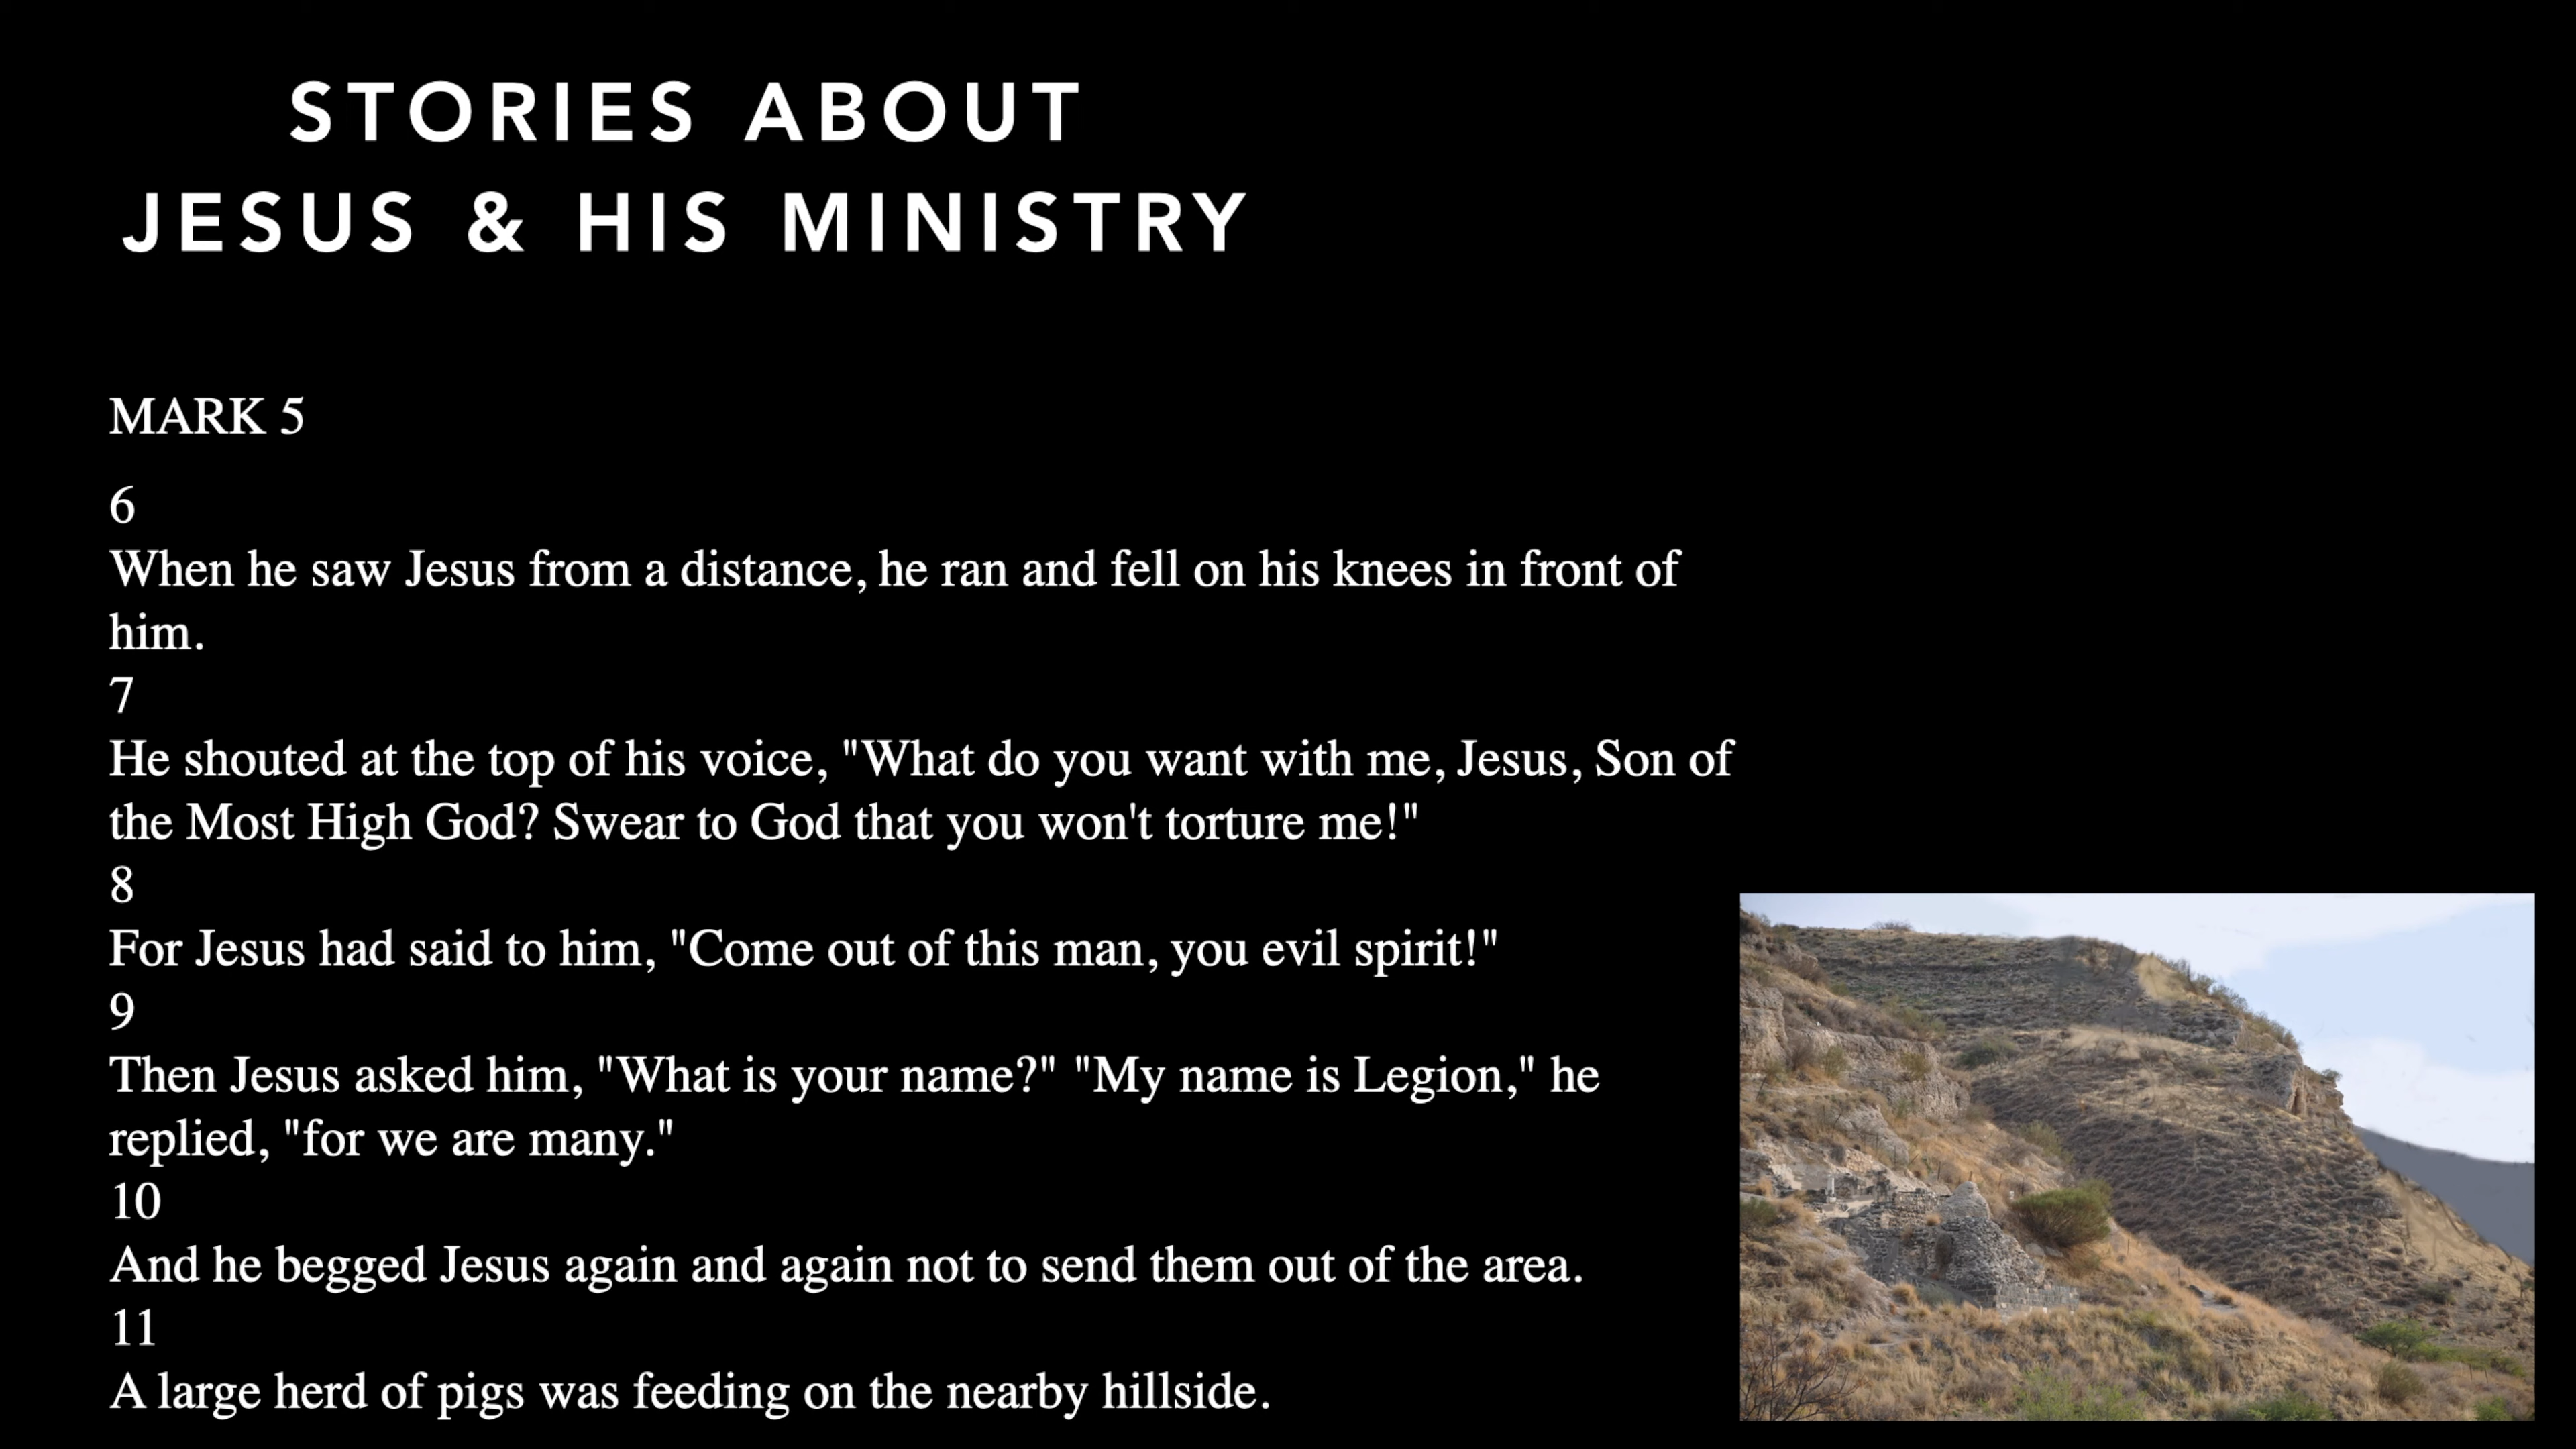 STORIES ABOUT
JESUS & HIS MINISTRY
MARK 5
6
When he saw Jesus from a distance, he ran and fell on his knees in front of
him.
7
He shouted at the top of his voice, "What do you want with me, Jesus, Son of
the Most High God? Swear to God that you won't torture me!"
8
For Jesus had said to him, "Come out of this man, you evil spirit!"
9
Then Jesus asked him, "What is your name?" "My name is Legion," he
replied, "for we are many."
10
And he begged Jesus again and again not to send them out of the area.
11
A large herd of pigs was feeding on the nearby hillside.